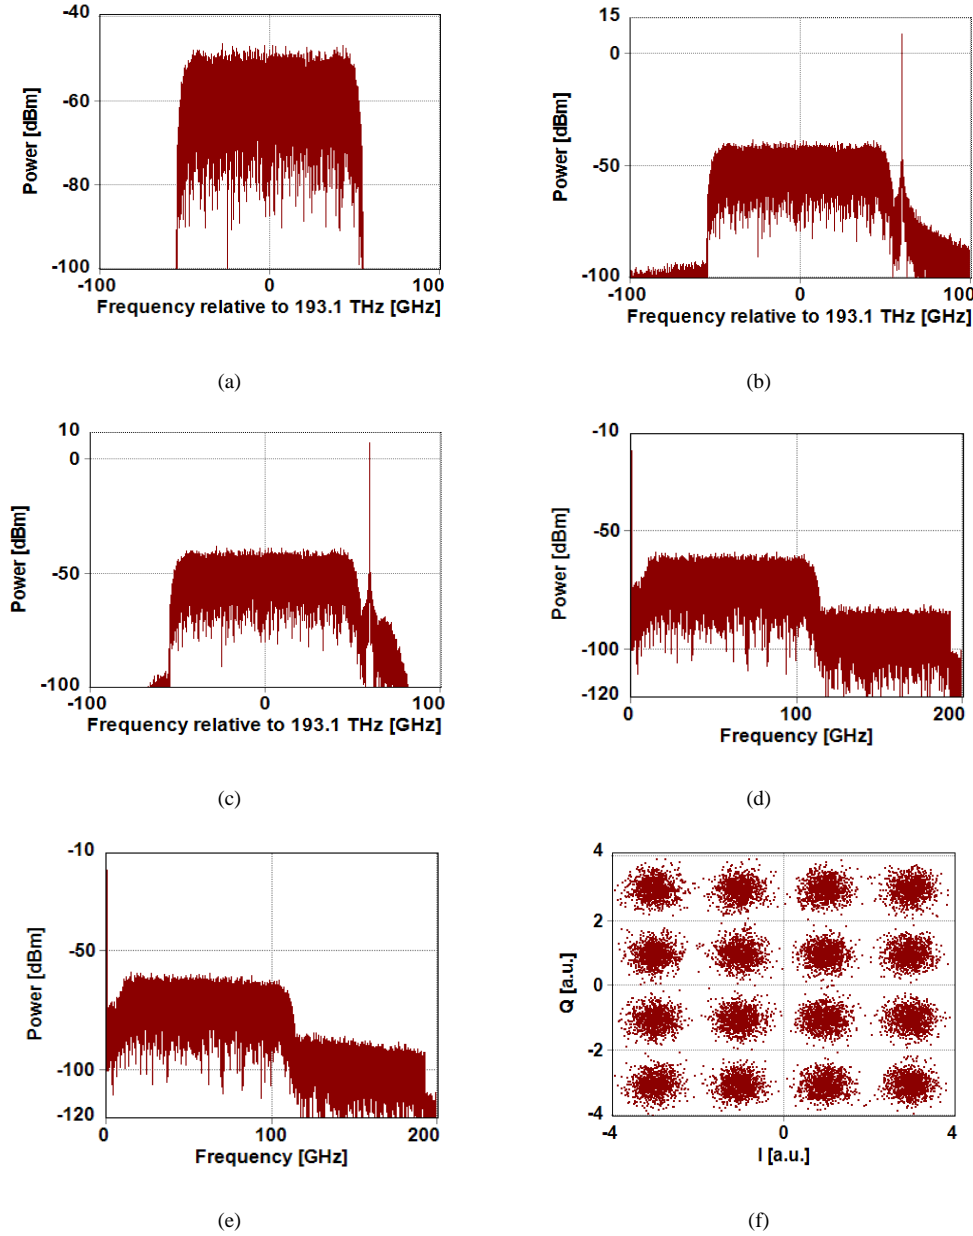 -40
-60
-80
-100
Power [dBm]
-100
0
100
Frequency relative to 193.1 THz [GHz]
(a)
15
0
-50
-100
Power [dBm]
-100
0
100
Frequency relative to 193.1 THz [GHz]
(b)
10
0
-50
-100
Power [dBm]
-100
0
100
Frequency relative to 193.1 THz [GHz]
(c)
-10
-50
-100
-120
Power [dBm]
0
100
200
Frequency [GHz]
(d)
-10
-50
-100
-120
Power [dBm]
0
100
200
Frequency [GHz]
(e)
4
2
0
-2
-4
Q [a.u.]
-4
0
4
I [a.u.]
(f)